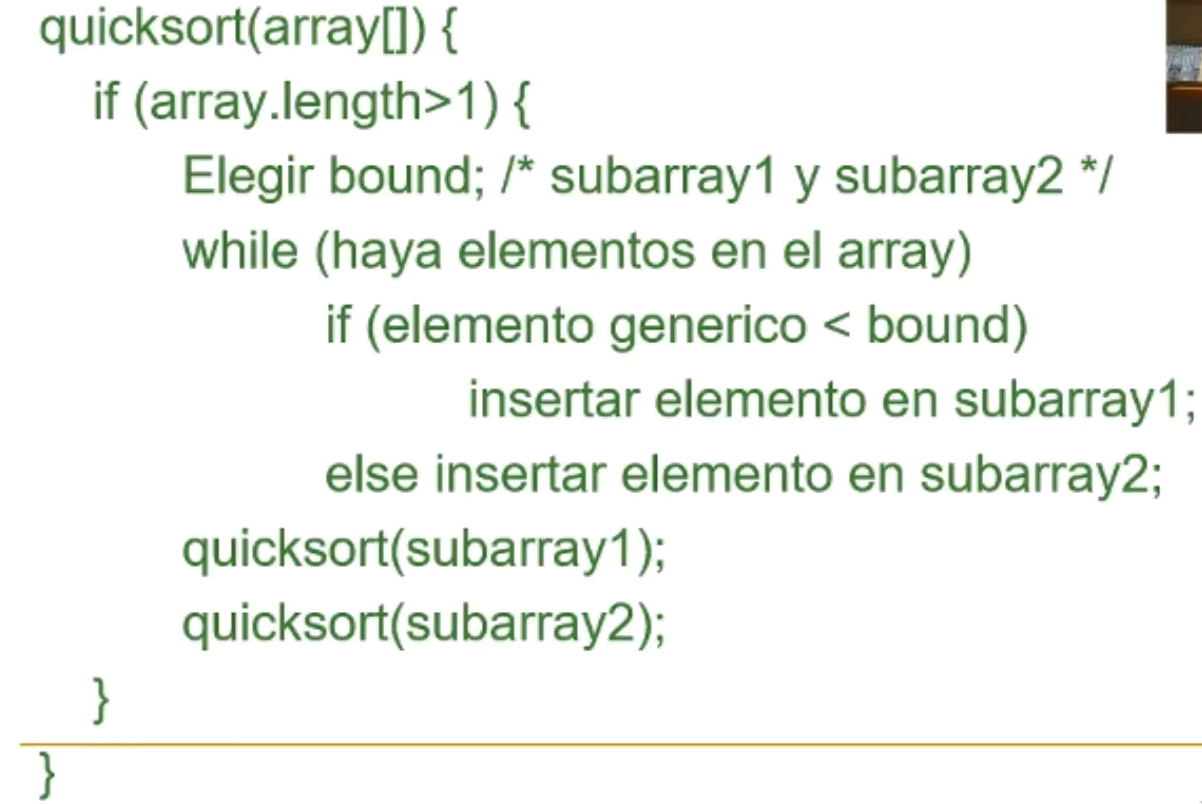 quicksort(array[]) {
if (array.length>1) {
Elegir bound; /* subarray1 y subarray2 */
while (haya elementos en el array)
if (elemento generico < bound)
insertar elemento en subarray1;
else insertar elemento en subarray2;
quicksort(subarray1);
quicksort(subarray2);
}
}